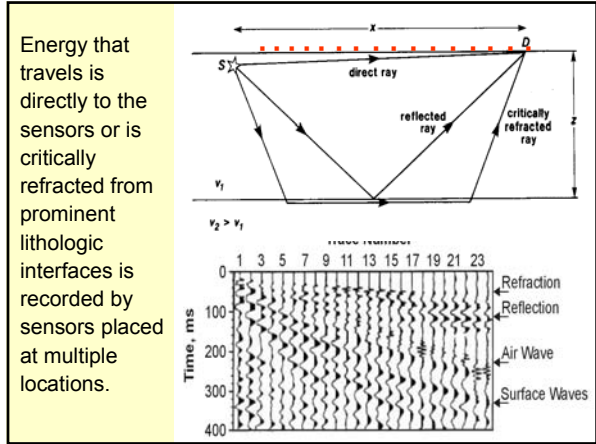 Energy that
travels is
directly to the
sensors or is
critically
refracted from
prominent
lithologic
interfaces is
recorded by
sensors placed
at multiple
locations.
x
D
S
direct ray
reflected
ray
critically
refracted
ray
z
v1
v2 > v1
Trace Number
1 3 5 7 9 11 13 15 17 19 21 23
0
100
200
300
400
Time, ms
Refraction
Reflection
Air Wave
Surface Waves